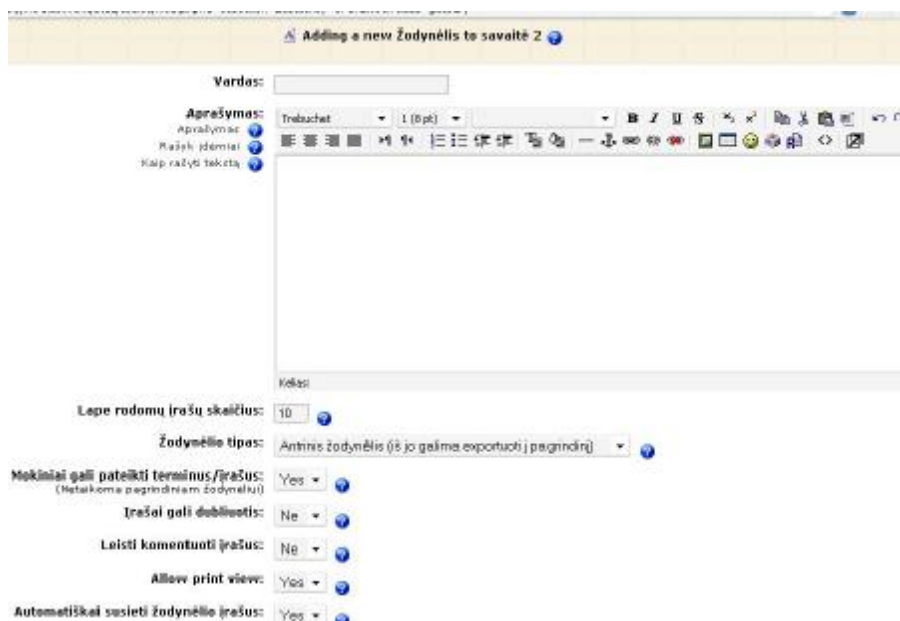 Adding a new Žodynėlis to savaitė 2
Vardas:
Aprašymas:
Aprašymas
Rašyk įdėmiai
Kaip rašyti tekstą
Trebuchet 1 (8 pt)
B I U S
Kelias:
Lape rodomų įrašų skaičius: 10
Žodynėlio tipas: Antrinis žodynėlis (iš jo galima exportuoti į pagrindinį)
Mokiniai gali pateikti terminus/įrašus: Yes
(Netaikoma pagrindiniam žodynėliui)
Įrašai gali dubliuotis: Ne
Leisti komentuoti įrašus: Ne
Allow print view: Yes
Automatiškai susieti žodynėlio įrašus: Yes